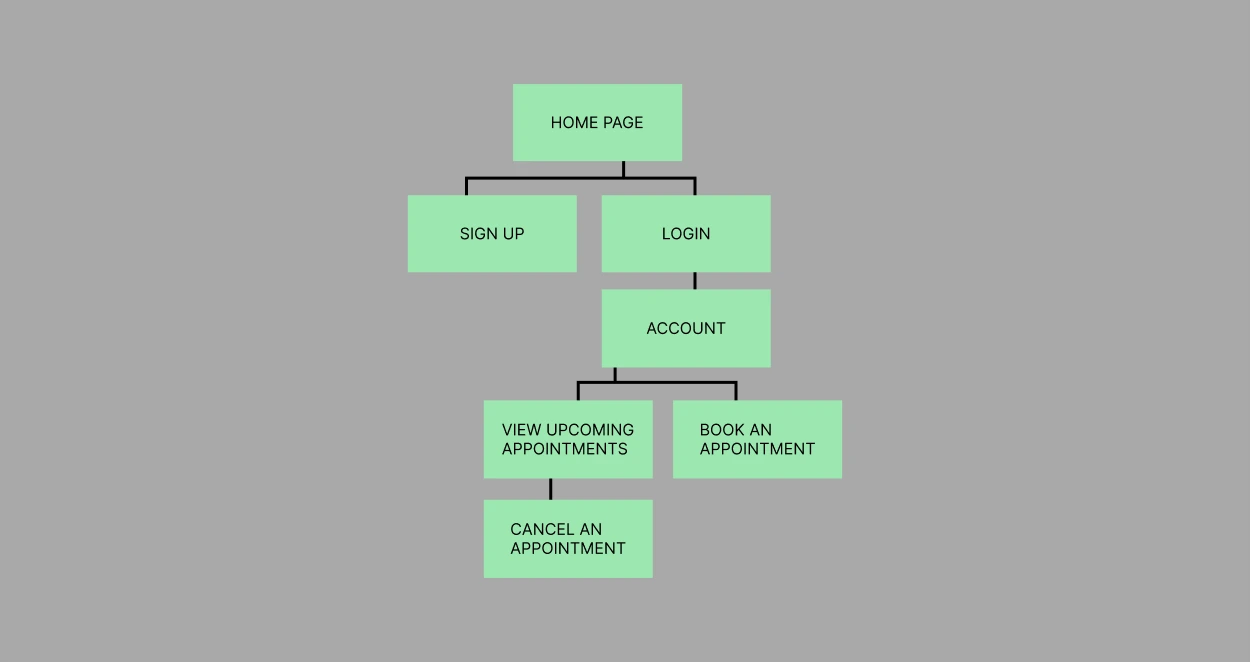 HOME PAGE
SIGN UP
LOGIN
ACCOUNT
VIEW UPCOMING
APPOINTMENTS
BOOK AN
APPOINTMENT
CANCEL AN
APPOINTMENT